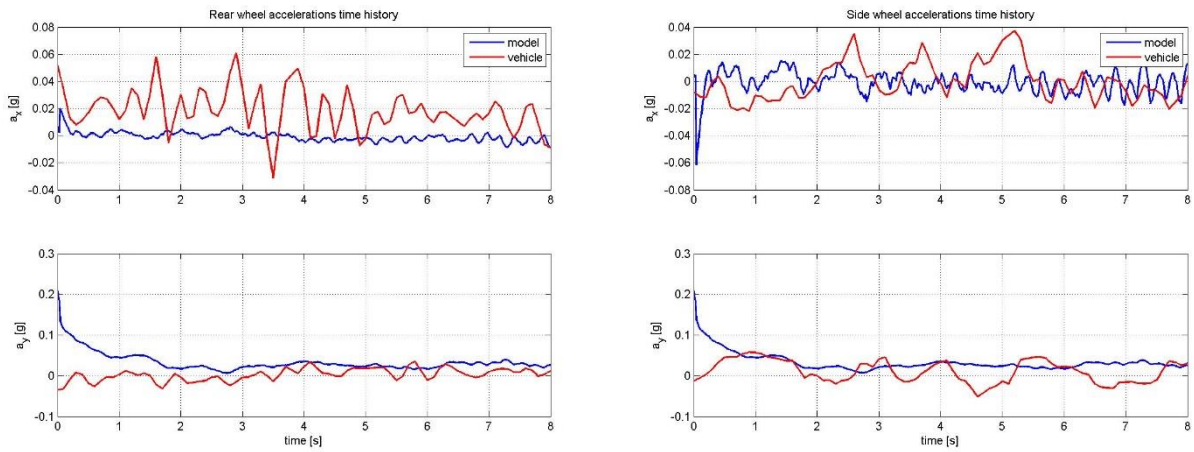 Rear wheel accelerations time history
0.08
0.06
0.04
0.02
0
-0.02
-0.04
a_x [g]
model
vehicle
0 1 2 3 4 5 6 7 8
0.3
0.2
0.1
0
-0.1
a_y [g]
0 1 2 3 4 5 6 7 8
time [s]
Side wheel accelerations time history
0.04
0.02
0
-0.02
-0.04
-0.06
-0.08
a_x [g]
model
vehicle
0 1 2 3 4 5 6 7 8
0.3
0.2
0.1
0
-0.1
a_y [g]
0 1 2 3 4 5 6 7 8
time [s]